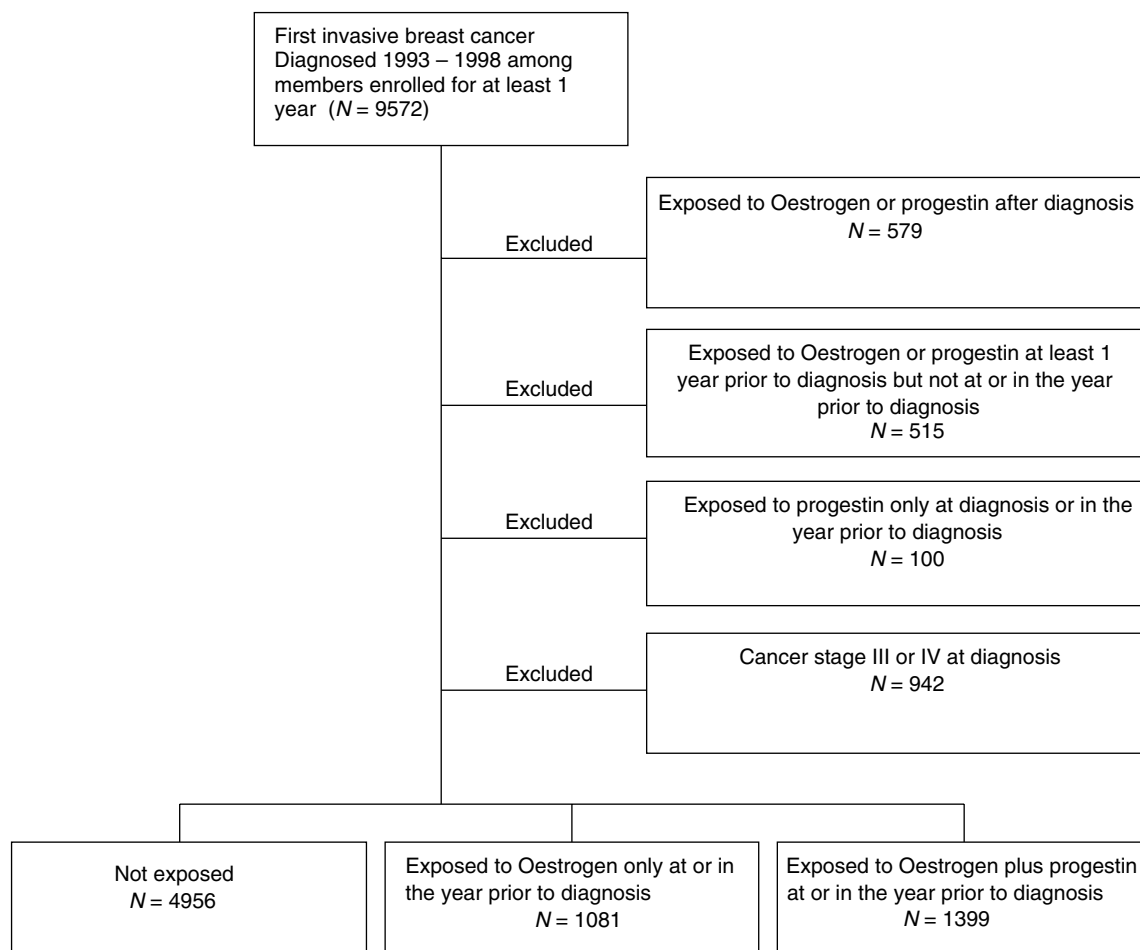 First invasive breast cancer
Diagnosed 1993 – 1998 among
members enrolled for at least 1
year (N = 9572)
Exposed to Oestrogen or progestin after diagnosis
N = 579
Excluded
Exposed to Oestrogen or progestin at least 1
year prior to diagnosis but not at or in the year
prior to diagnosis
N = 515
Excluded
Exposed to progestin only at diagnosis or in the
year prior to diagnosis
N = 100
Excluded
Cancer stage III or IV at diagnosis
N = 942
Excluded
Not exposed
N = 4956
Exposed to Oestrogen only at or in
the year prior to diagnosis
N = 1081
Exposed to Oestrogen plus progestin
at or in the year prior to diagnosis
N = 1399